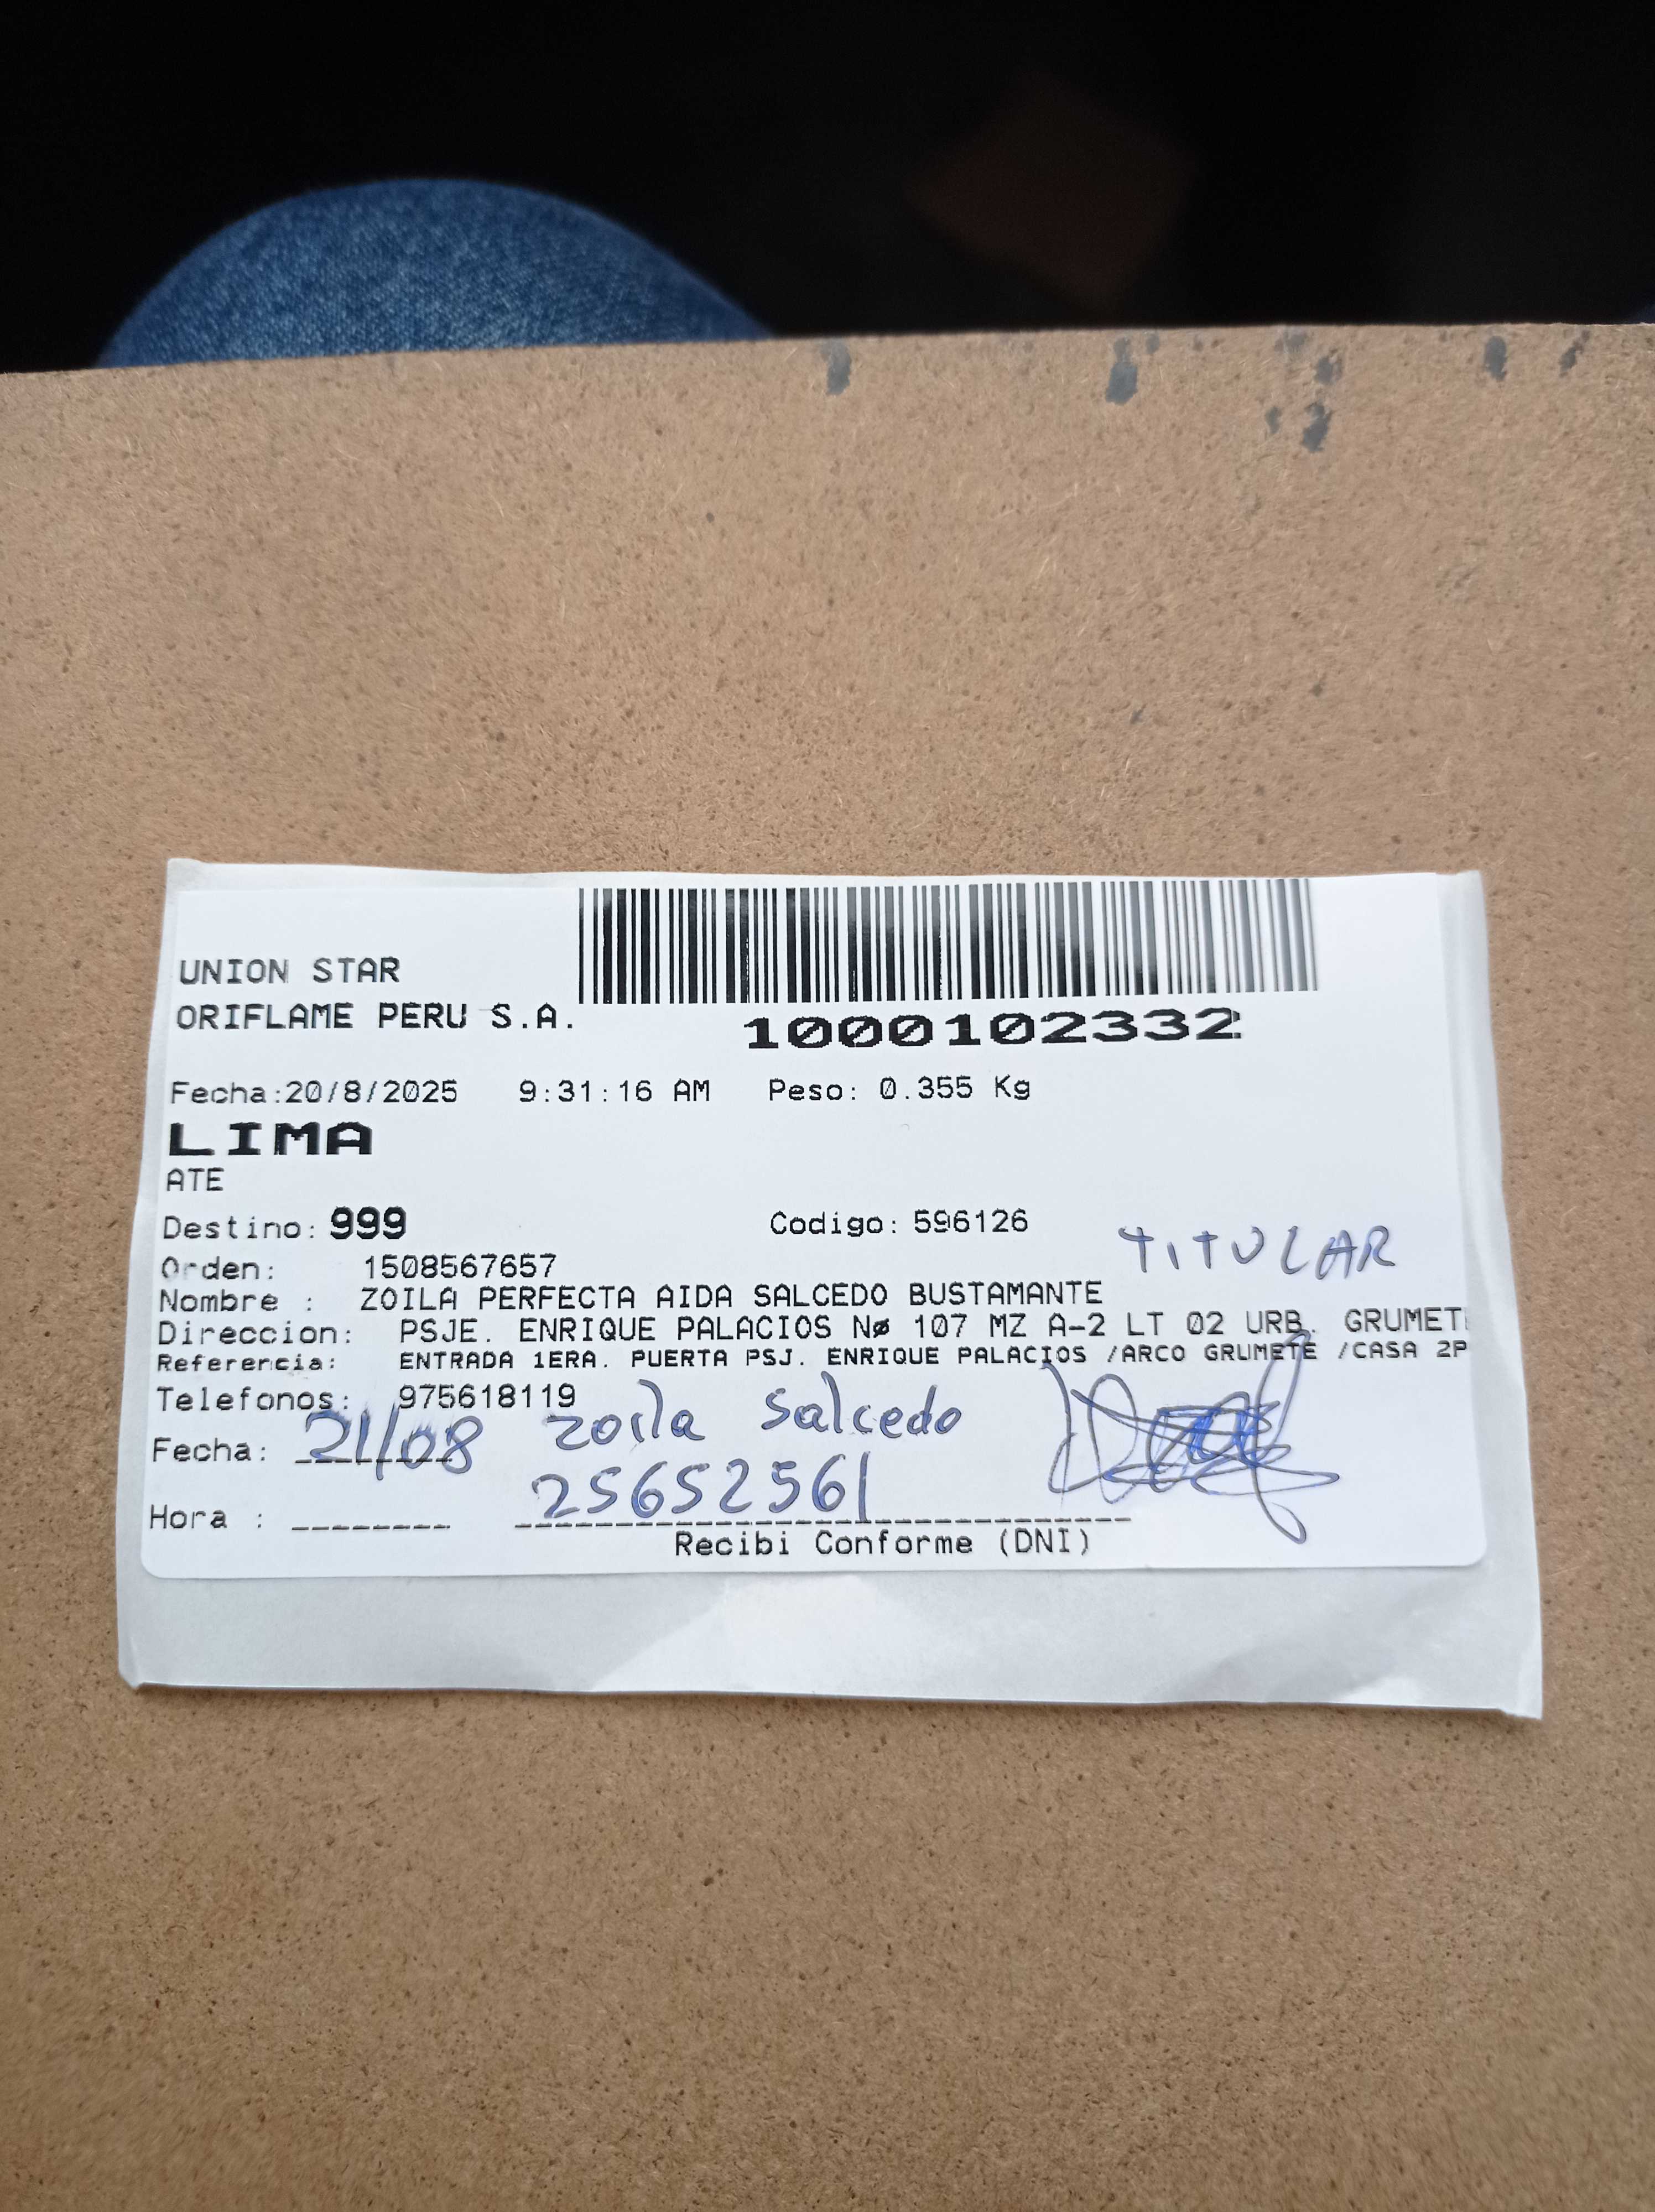 UNION STAR
ORIFLAME PERU S.A.
1000102332
Fecha:20/8/2025 9:31:16 AM Peso: 0.355 Kg
LIMA
ATE
Destino: 999 Codigo: 596126
TITULAR
Orden: 1508567657
Nombre : ZOILA PERFECTA AIDA SALCEDO BUSTAMANTE
Direccion: PSJE. ENRIQUE PALACIOS Nø 107 MZ A-2 LT 02 URB. GRUMET
Referencia: ENTRADA 1ERA. PUERTA PSJ. ENRIQUE PALACIOS /ARCO GRUMETE /CASA 2P
Telefonos: 975618119
Fecha: 21/08 zoila Salcedo
25652561
Hora :
Recibi Conforme (DNI)